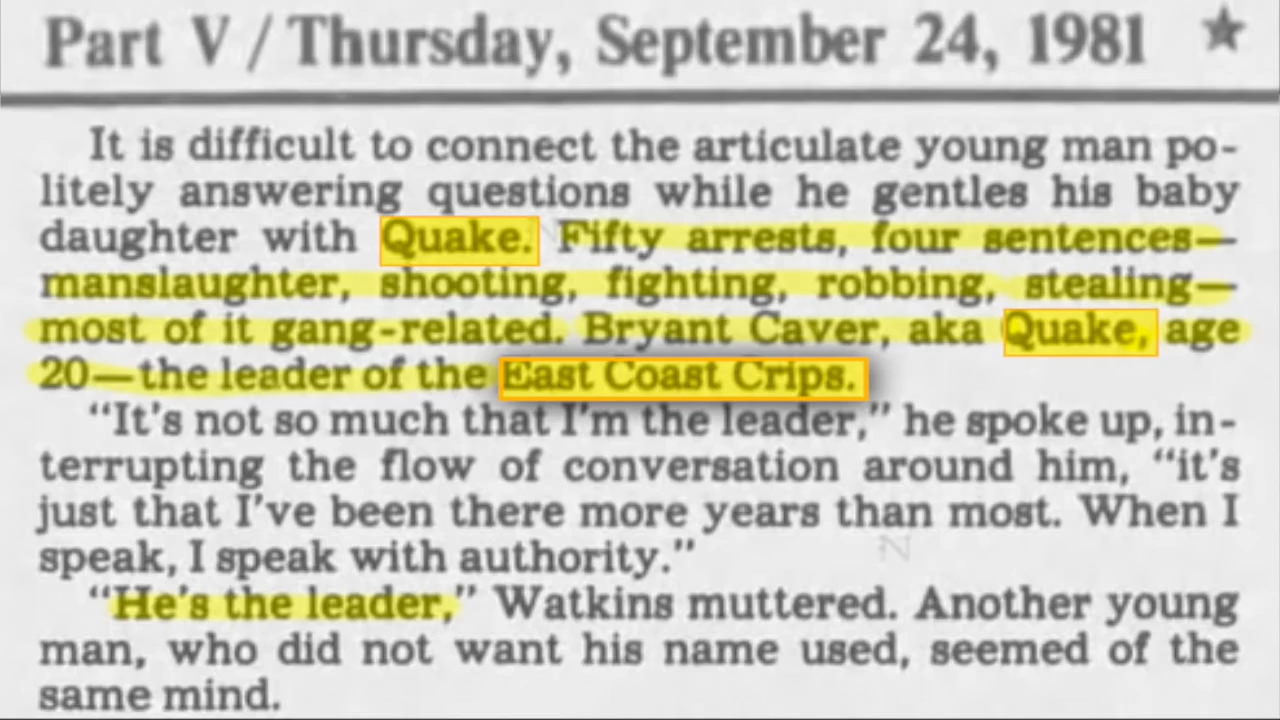 Part V / Thursday, September 24, 1981 ★
It is difficult to connect the articulate young man po-
litely answering questions while he gentles his baby
daughter with Quake. Fifty arrests, four sentences—
manslaughter, shooting, fighting, robbing, stealing—
most of it gang-related. Bryant Caver, aka Quake, age
20—the leader of the East Coast Crips.
“It's not so much that I'm the leader,” he spoke up, in-
terrupting the flow of conversation around him, “it's
just that I've been there more years than most. When I
speak, I speak with authority.”
“He's the leader,” Watkins muttered. Another young
man, who did not want his name used, seemed of the
same mind.